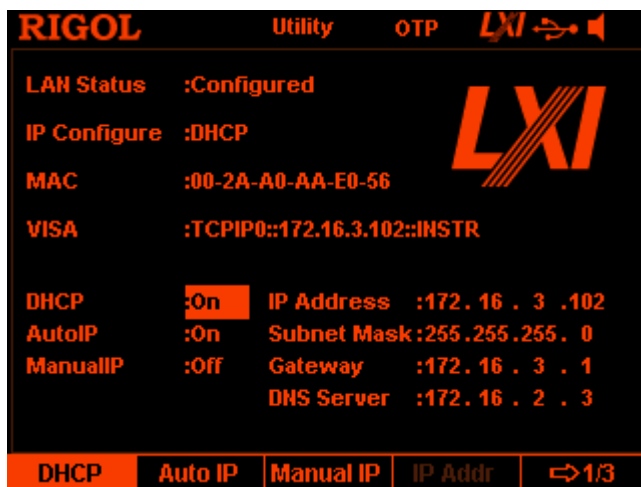 RIGOL Utility OTP LXI
LAN Status :Configured
IP Configure :DHCP
LXI
MAC :00-2A-A0-AA-E0-56
VISA :TCPIP0::172.16.3.102::INSTR
DHCP :On IP Address :172.16.3.102
AutoIP :On Subnet Mask:255.255.255.0
ManualIP :Off Gateway :172.16.3.1
DNS Server :172.16.2.3
DHCP Auto IP Manual IP IP Addr ⇨1/3